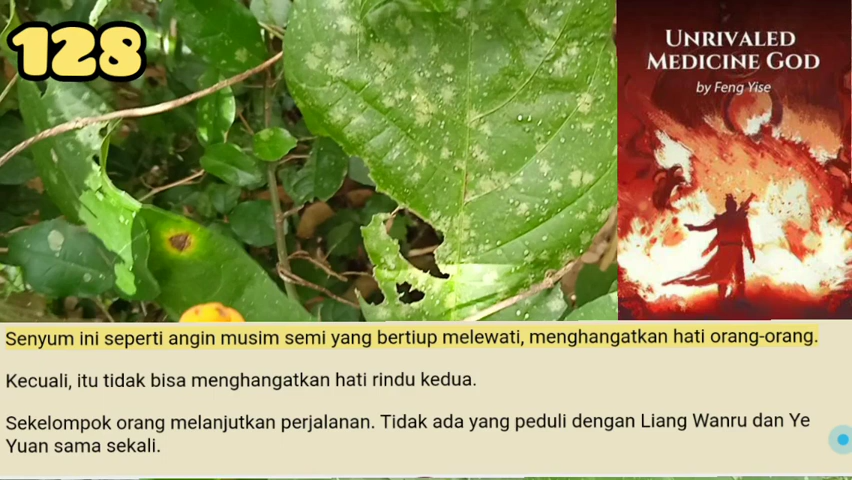 128
UNRIVALED
MEDICINE GOD
by Feng Yise
Senyum ini seperti angin musim semi yang bertiup melewati, menghangatkan hati orang-orang.
Kecuali, itu tidak bisa menghangatkan hati rindu kedua.
Sekelompok orang melanjutkan perjalanan. Tidak ada yang peduli dengan Liang Wanru dan Ye
Yuan sama sekali.